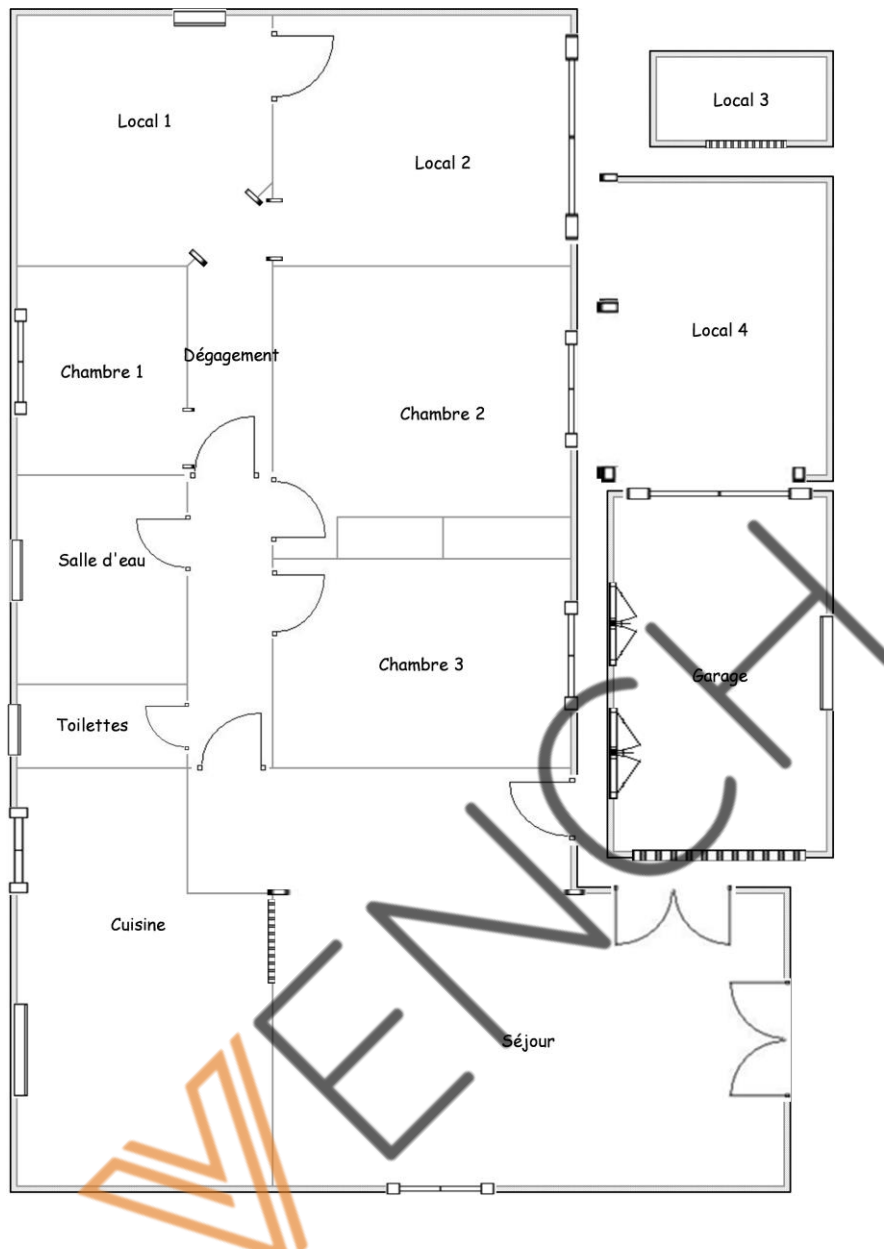 Local 1
Local 2
Local 3
Local 4
Chambre 1
Dégagement
Chambre 2
Salle d'eau
Chambre 3
Garage
Toilettes
Cuisine
Séjour
VENCH